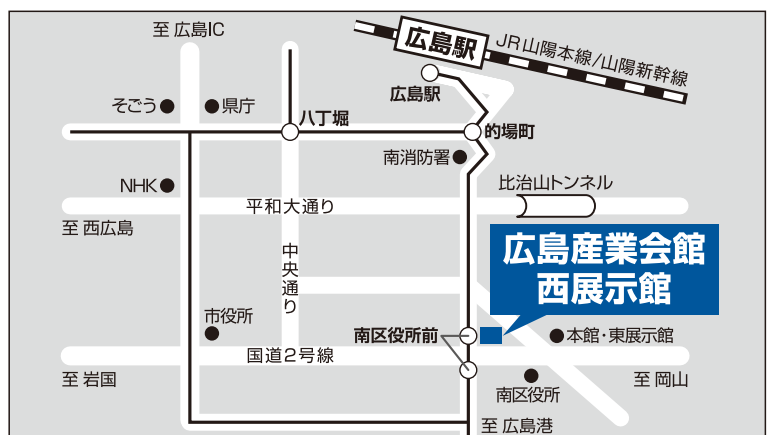 至 広島IC
広島駅
JR山陽本線/山陽新幹線
広島駅
そごう
県庁
八丁堀
的場町
南消防署
NHK
比治山トンネル
平和大通り
至 西広島
広島産業会館
西展示館
中央通り
市役所
南区役所前
本館・東展示館
国道2号線
至 岩国
至 岡山
南区役所
至 広島港